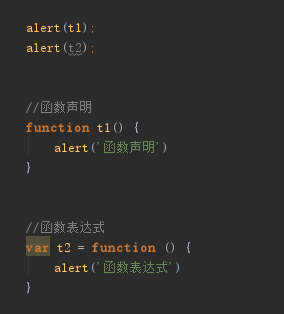 alert(t1);
alert(t2);
//函数声明
function t1() {
alert('函数声明')
}
//函数表达式
var t2 = function () {
alert('函数表达式')
}